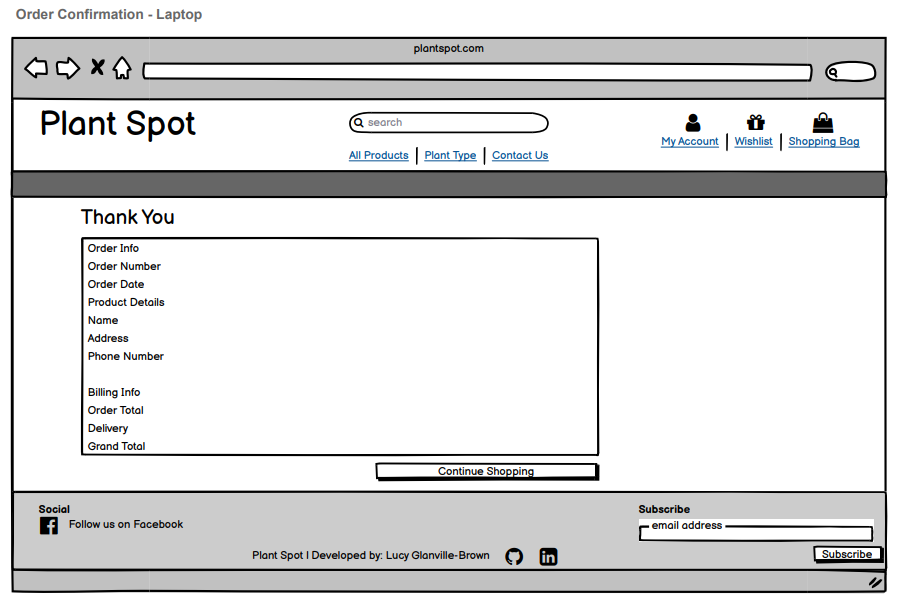 Order Confirmation - Laptop
plantspot.com
Plant Spot
search
My Account
Wishlist
Shopping Bag
All Products
Plant Type
Contact Us
Thank You
Order Info
Order Number
Order Date
Product Details
Name
Address
Phone Number
Billing Info
Order Total
Delivery
Grand Total
Continue Shopping
Social
Follow us on Facebook
Subscribe
email address
Subscribe
Plant Spot | Developed by: Lucy Glanville-Brown